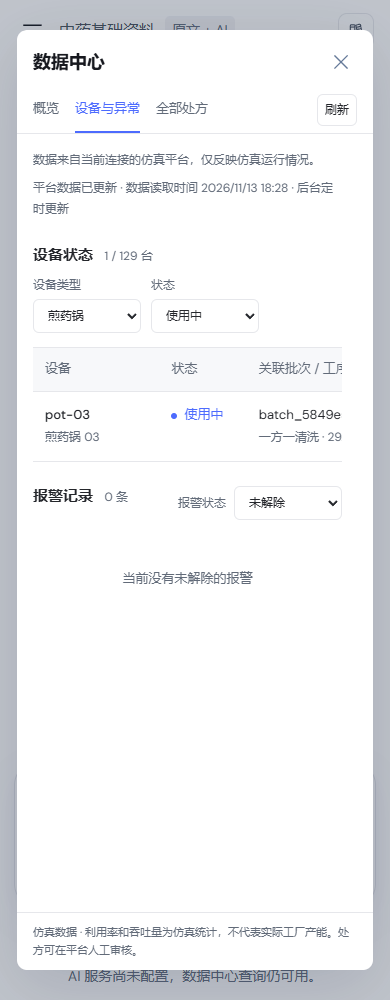 中药基础资料 原文 + AI
数据中心
概览 设备与异常 全部处方 刷新
数据来自当前连接的仿真平台，仅反映仿真运行情况。
平台数据已更新 · 数据读取时间 2026/11/13 18:28 · 后台定
时更新
设备状态 1 / 129 台
设备类型 状态
煎药锅 使用中
设备 状态 关联批次 / 工序
pot-03 使用中 batch_5849e
煎药锅 03 一方一清洗 · 29
报警记录 0 条 报警状态 未解除
当前没有未解除的报警
仿真数据 · 利用率和吞吐量为仿真统计，不代表实际工厂产能。处
方可在平台人工审核。
AI 服务尚未配置，数据中心查询仍可用。